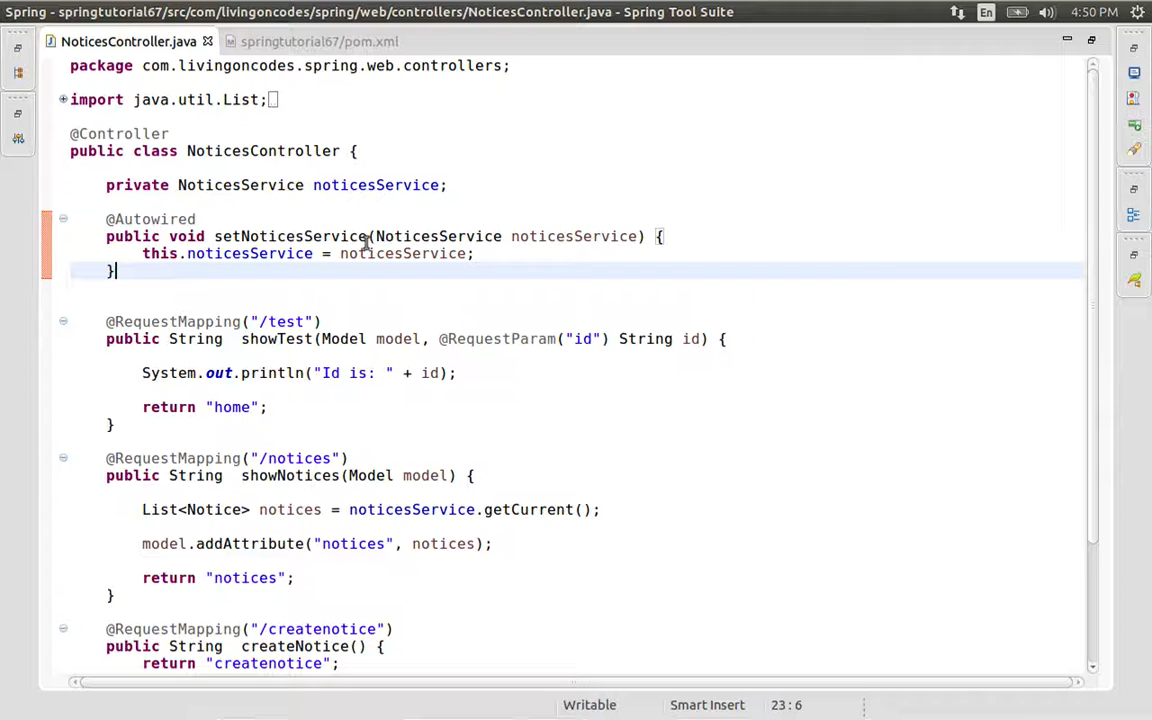 Spring - springtutorial67/src/com/livingoncodes/spring/web/controllers/NoticesController.java - Spring Tool Suite
En
4:50 PM
NoticesController.java
springtutorial67/pom.xml
package com.livingoncodes.spring.web.controllers;
import java.util.List;
@Controller
public class NoticesController {
private NoticesService noticesService;
@Autowired
public void setNoticesService(NoticesService noticesService) {
this.noticesService = noticesService;
}
@RequestMapping("/test")
public String showTest(Model model, @RequestParam("id") String id) {
System.out.println("Id is: " + id);
return "home";
}
@RequestMapping("/notices")
public String showNotices(Model model) {
List<Notice> notices = noticesService.getCurrent();
model.addAttribute("notices", notices);
return "notices";
}
@RequestMapping("/createnotice")
public String createNotice() {
return "createnotice";
Writable
Smart Insert
23 : 6